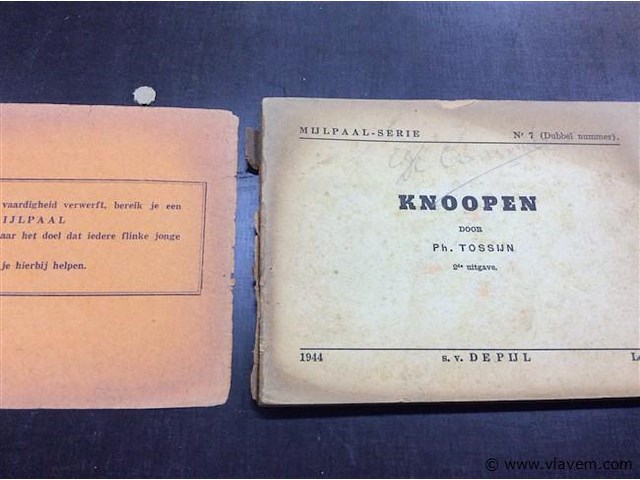 vaardigheid verwerft, bereik je een
IJLPAAL
aar het doel dat iedere flinke jonge
je hierbij helpen.
MIJLPAAL-SERIE Nr 7 (Dubbel nummer).
KNOOPEN
DOOR
Ph. TOSSIJN
2de uitgave.
1944 s. v. DE PIJL
© www.vlavem.com